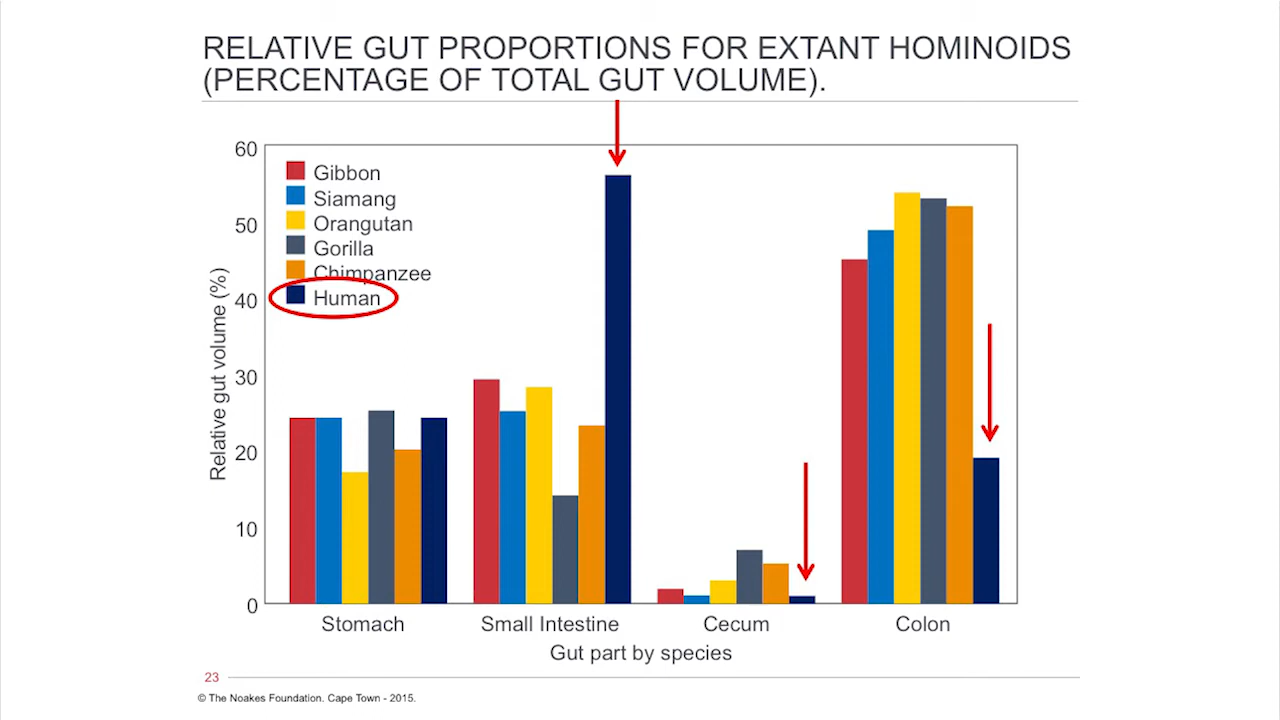 RELATIVE GUT PROPORTIONS FOR EXTANT HOMINOIDS
(PERCENTAGE OF TOTAL GUT VOLUME).
60
50
40
30
20
10
0
Relative gut volume (%)
Gibbon
Siamang
Orangutan
Gorilla
Chimpanzee
Human
Stomach
Small Intestine
Cecum
Colon
Gut part by species
23
© The Noakes Foundation. Cape Town - 2015.